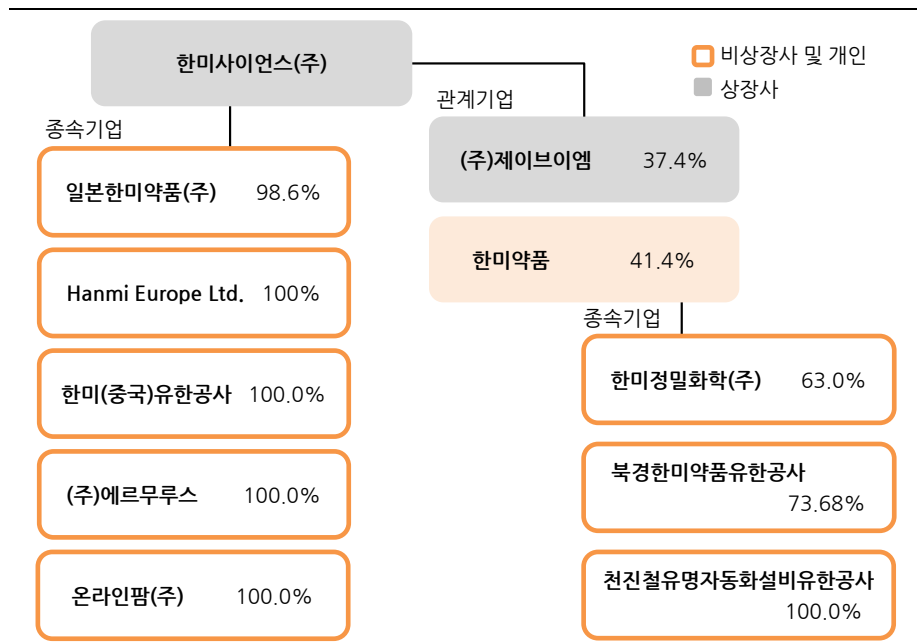 한미사이언스(주)
비상장사 및 개인
상장사
종속기업
일본한미약품(주) 98.6%
Hanmi Europe Ltd. 100%
한미(중국)유한공사 100.0%
(주)에르무루스 100.0%
온라인팜(주) 100.0%
관계기업
(주)제이브이엠 37.4%
한미약품 41.4%
종속기업
한미정밀화학(주) 63.0%
북경한미약품유한공사
73.68%
천진철유명자동화설비유한공사
100.0%